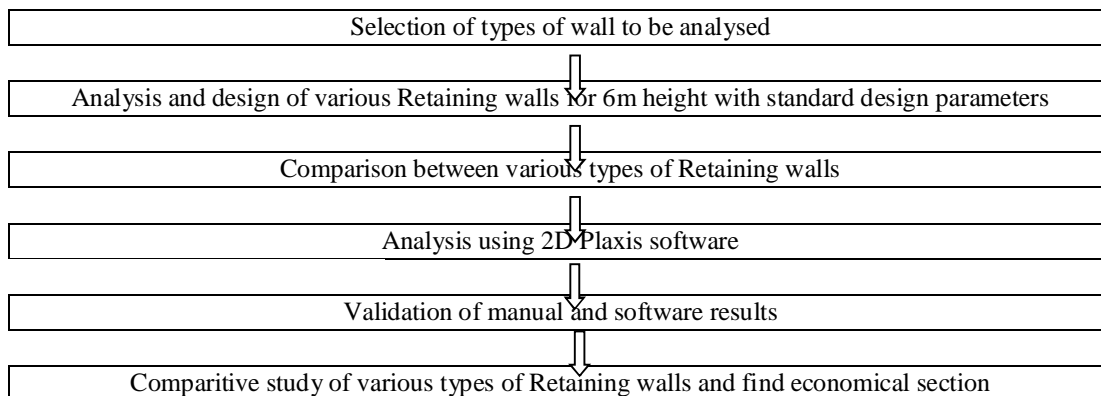 Selection of types of wall to be analysed
Analysis and design of various Retaining walls for 6m height with standard design parameters
Comparison between various types of Retaining walls
Analysis using 2D Plaxis software
Validation of manual and software results
Comparitive study of various types of Retaining walls and find economical section